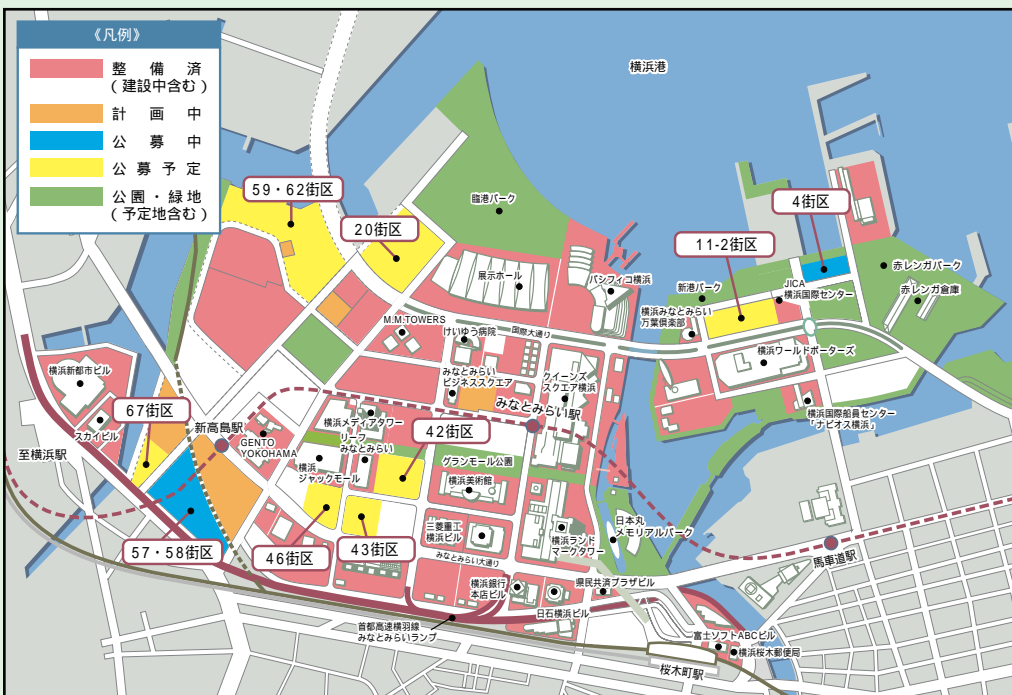 《凡例》
整備済
(建設中含む)
計画中
公募中
公募予定
公園・緑地
(予定地含む)
横浜港
59・62街区
20街区
臨港パーク
4街区
11-2街区
展示ホール
パシフィコ横浜
新港パーク
JICA
横浜国際センター
赤レンガパーク
赤レンガ倉庫
横浜みなとみらい
万葉倶楽部
M.M.TOWERS
けいゆう病院
国際大通り
横浜ワールドポーターズ
横浜新都市ビル
みなとみらい
ビジネススクエア
クイーンズ
スクエア横浜
みなとみらい駅
横浜国際船員センター
「ナビオス横浜」
スカイビル
67街区
新高島駅
横浜メディアタワー
リーフ
みなとみらい
42街区
至横浜駅
GENTO
YOKOHAMA
横浜
ジャックモール
グランモール公園
横浜美術館
三菱重工
横浜ビル
横浜ランド
マークタワー
日本丸
メモリアルパーク
57・58街区
46街区
43街区
みなとみらい大通り
馬車道駅
横浜銀行
本店ビル
県民共済プラザビル
日石横浜ビル
首都高速横羽線
みなとみらいランプ
富士ソフトABCビル
横浜桜木郵便局
桜木町駅